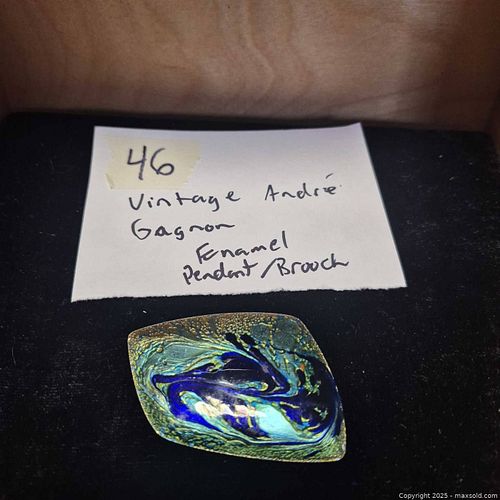 46
Vintage André
Gagnon
Enamel
Pendant/Brooch
Copyright 2025 - maxsold.com